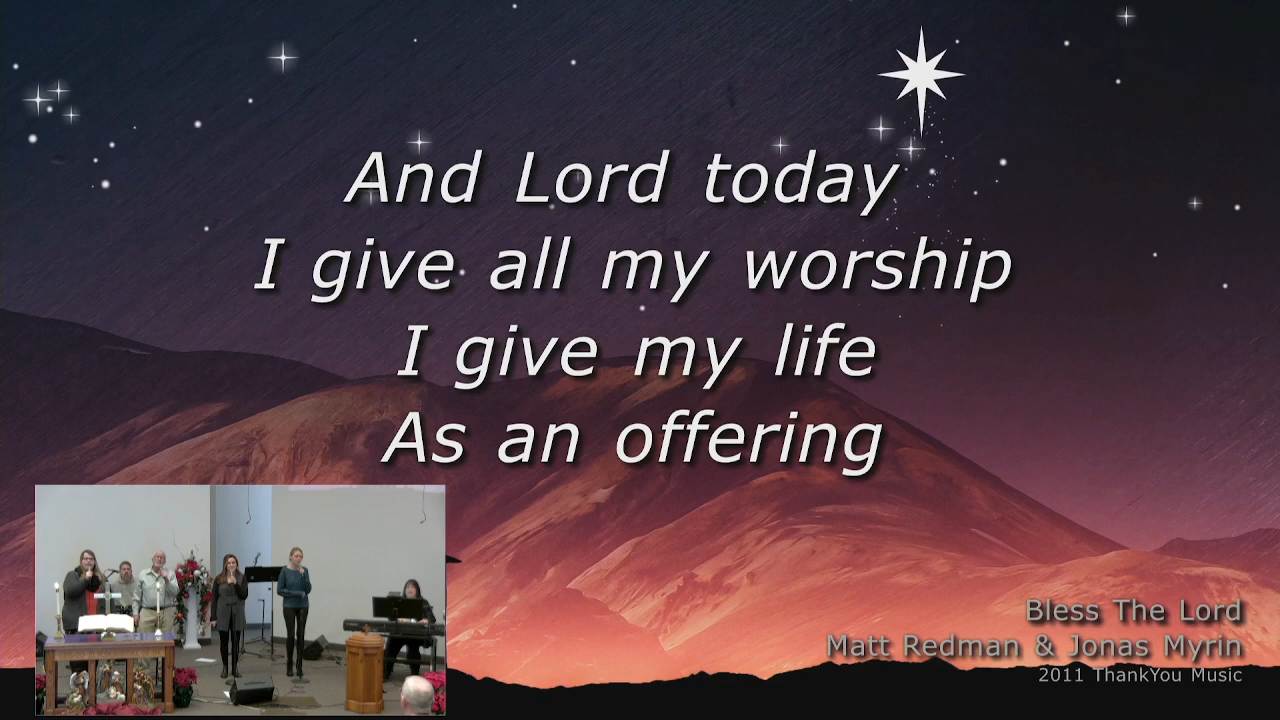 And Lord today
I give all my worship
I give my life
As an offering
Bless The Lord
Matt Redman & Jonas Myrin
2011 ThankYou Music